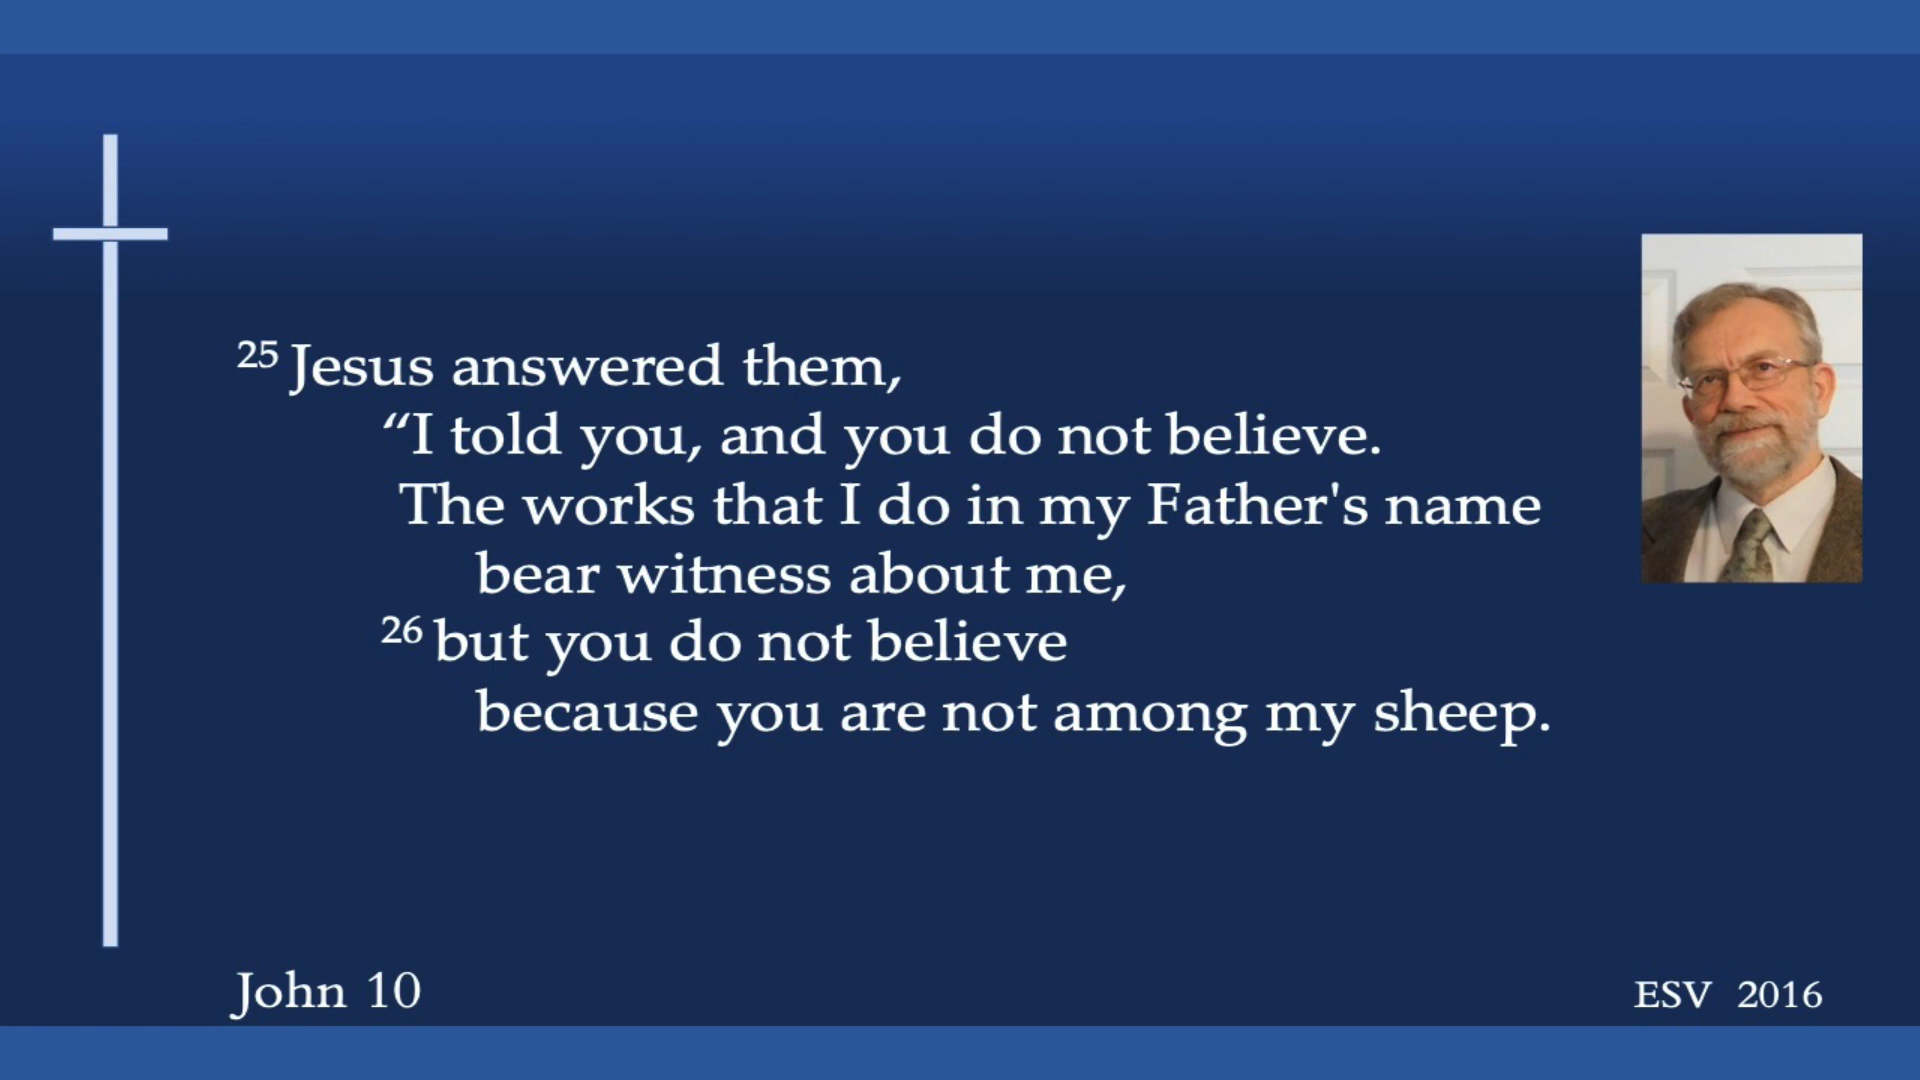 25 Jesus answered them,
“I told you, and you do not believe.
The works that I do in my Father's name
bear witness about me,
26 but you do not believe
because you are not among my sheep.
John 10
ESV 2016